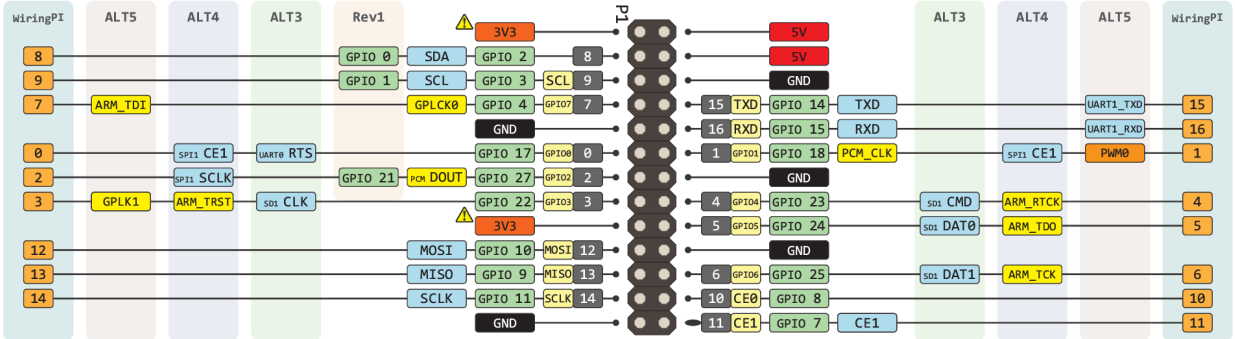 WiringPI ALT5 ALT4 ALT3 Rev1 P1 ALT3 ALT4 ALT5 WiringPI
3V3 5V
8 GPIO 0 SDA GPIO 2 8 5V
9 GPIO 1 SCL GPIO 3 SCL 9 GND
7 ARM_TDI GPLCK0 GPIO 4 GPIO7 7 15 TXD GPIO 14 TXD UART1_TXD 15
GND 16 RXD GPIO 15 RXD UART1_RXD 16
0 SPI1 CE1 UART0 RTS GPIO 17 GPIO0 0 1 GPIO1 GPIO 18 PCM_CLK SPI1 CE1 PWM0 1
2 SPI1 SCLK GPIO 21 PCM DOUT GPIO 27 GPIO2 2 GND
3 GPLK1 ARM_TRST SD1 CLK GPIO 22 GPIO3 3 4 GPIO4 GPIO 23 SD1 CMD ARM_RTCK 4
3V3 5 GPIO5 GPIO 24 SD1 DAT0 ARM_TDO 5
12 MOSI GPIO 10 MOSI 12 GND
13 MISO GPIO 9 MISO 13 6 GPIO6 GPIO 25 SD1 DAT1 ARM_TCK 6
14 SCLK GPIO 11 SCLK 14 10 CE0 GPIO 8 10
GND 11 CE1 GPIO 7 CE1 11